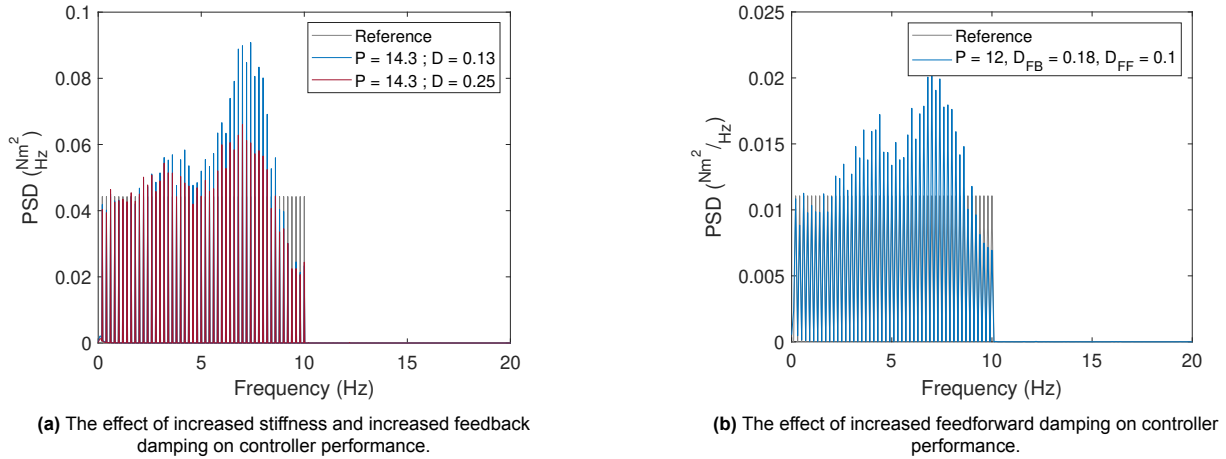 0.1
0.08
0.06
0.04
0.02
0
PSD (Nm²/Hz)
Reference
P = 14.3 ; D = 0.13
P = 14.3 ; D = 0.25
0 5 10 15 20
Frequency (Hz)
(a) The effect of increased stiffness and increased feedback
damping on controller performance.
0.025
0.02
0.015
0.01
0.005
0
PSD (Nm²/Hz)
Reference
P = 12, D_FB = 0.18, D_FF = 0.1
0 5 10 15 20
Frequency (Hz)
(b) The effect of increased feedforward damping on controller
performance.